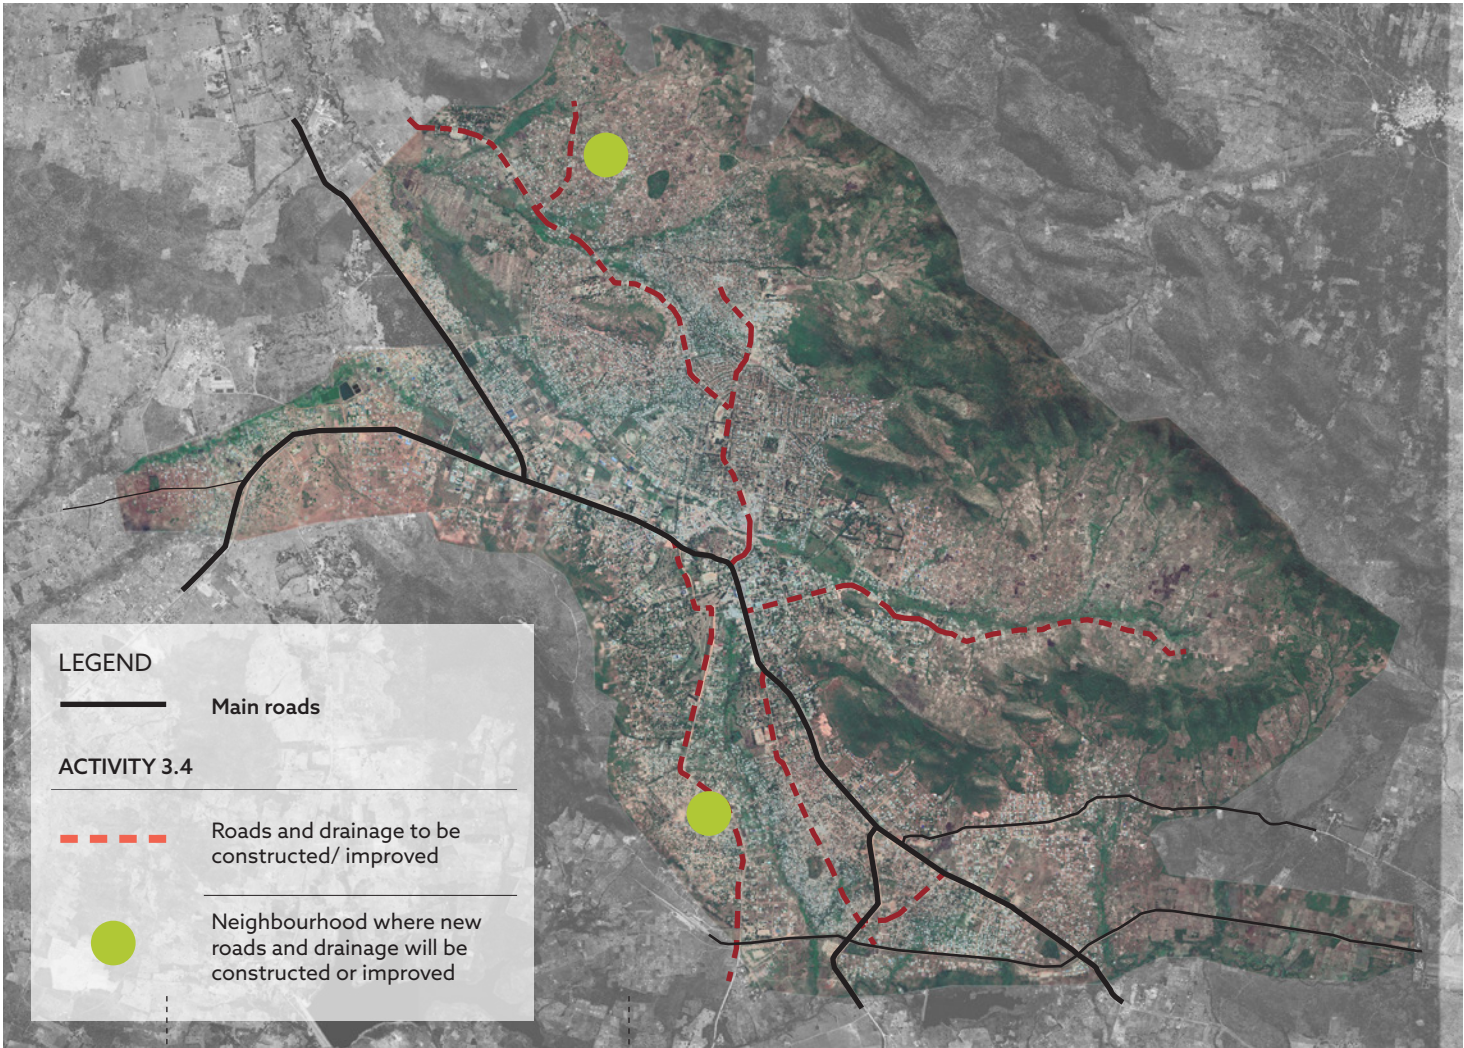 LEGEND
Main roads
ACTIVITY 3.4
Roads and drainage to be
constructed/ improved
Neighbourhood where new
roads and drainage will be
constructed or improved